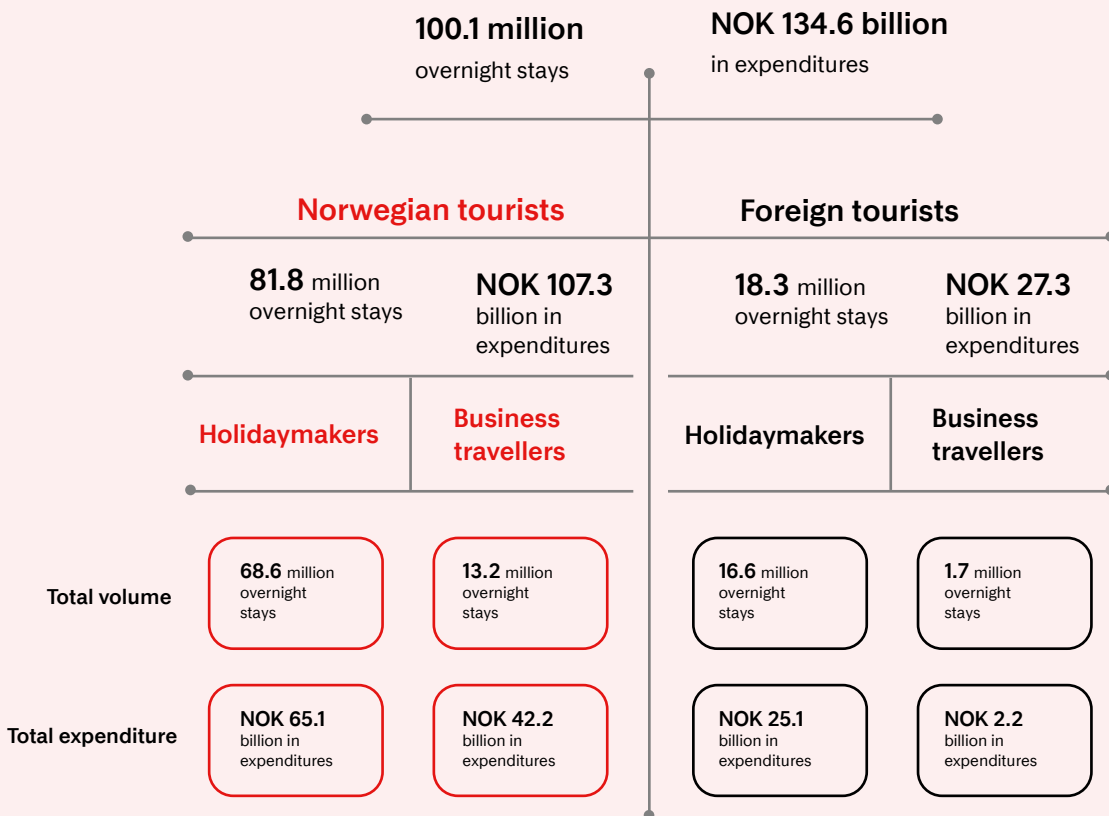 100.1 million
overnight stays
NOK 134.6 billion
in expenditures
Norwegian tourists
Foreign tourists
81.8 million
overnight stays
NOK 107.3
billion in
expenditures
18.3 million
overnight stays
NOK 27.3
billion in
expenditures
Holidaymakers
Business
travellers
Holidaymakers
Business
travellers
Total volume
68.6 million
overnight
stays
13.2 million
overnight
stays
16.6 million
overnight
stays
1.7 million
overnight
stays
Total expenditure
NOK 65.1
billion in
expenditures
NOK 42.2
billion in
expenditures
NOK 25.1
billion in
expenditures
NOK 2.2
billion in
expenditures